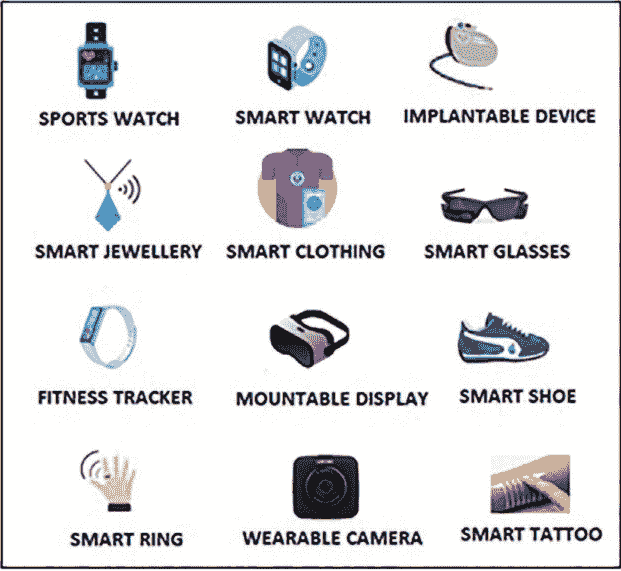 SPORTS WATCH
SMART WATCH
IMPLANTABLE DEVICE
SMART JEWELLERY
SMART CLOTHING
SMART GLASSES
FITNESS TRACKER
MOUNTABLE DISPLAY
SMART SHOE
SMART RING
WEARABLE CAMERA
SMART TATTOO